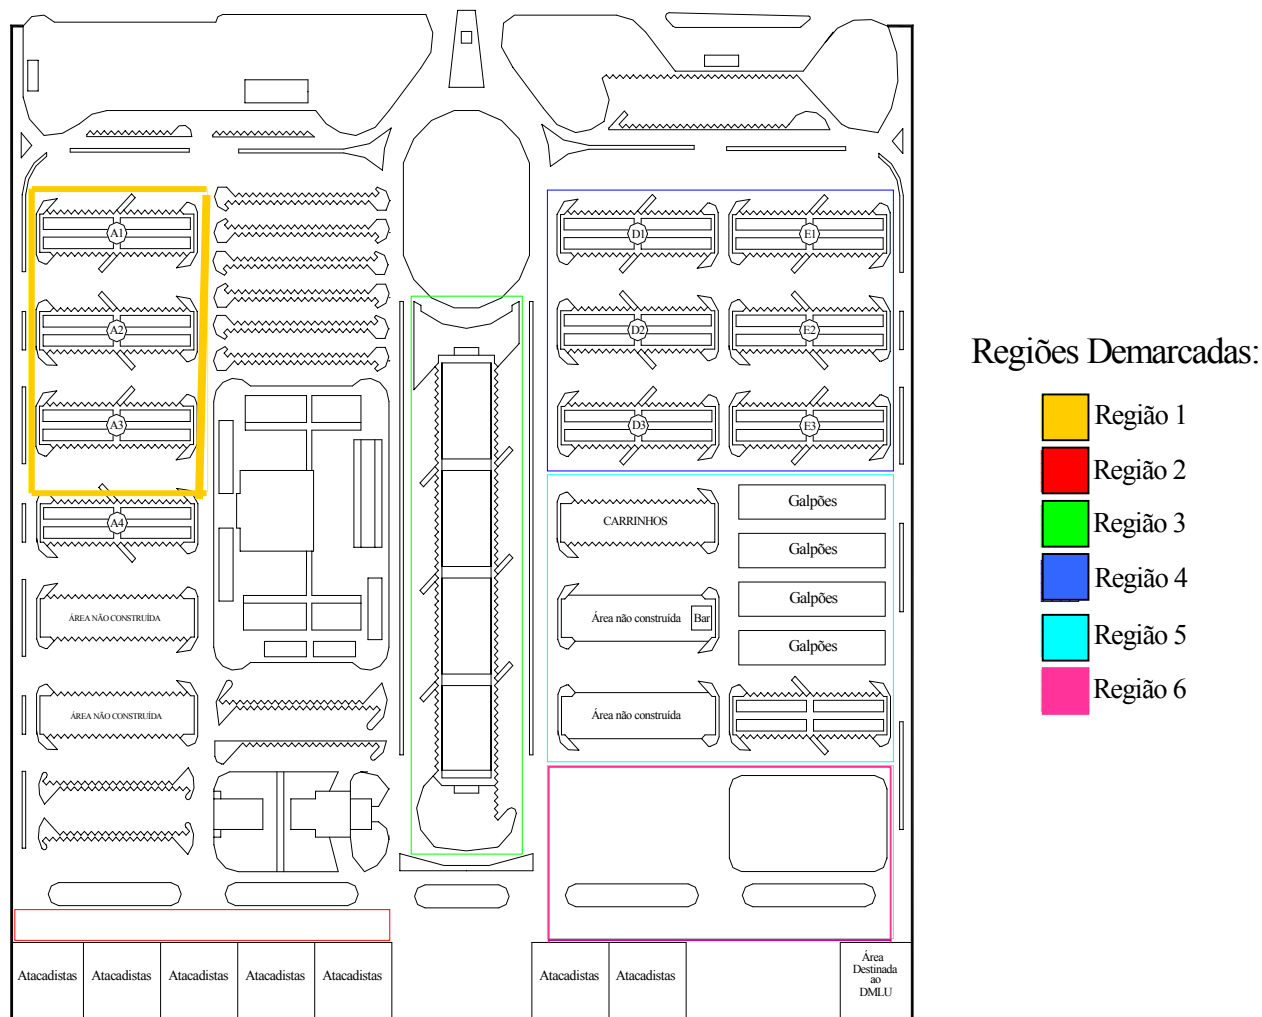 A1
D1
E1
A2
D2
E2
A3
D3
E3
A4
CARRINHOS
Galpões
Galpões
ÁREA NÃO CONSTRUÍDA
Área não construída
Bar
Galpões
Galpões
ÁREA NÃO CONSTRUÍDA
Área não construída
Atacadistas
Atacadistas
Atacadistas
Atacadistas
Atacadistas
Atacadistas
Atacadistas
Área
Destinada
ao
DMLU
Regiões Demarcadas:
Região 1
Região 2
Região 3
Região 4
Região 5
Região 6